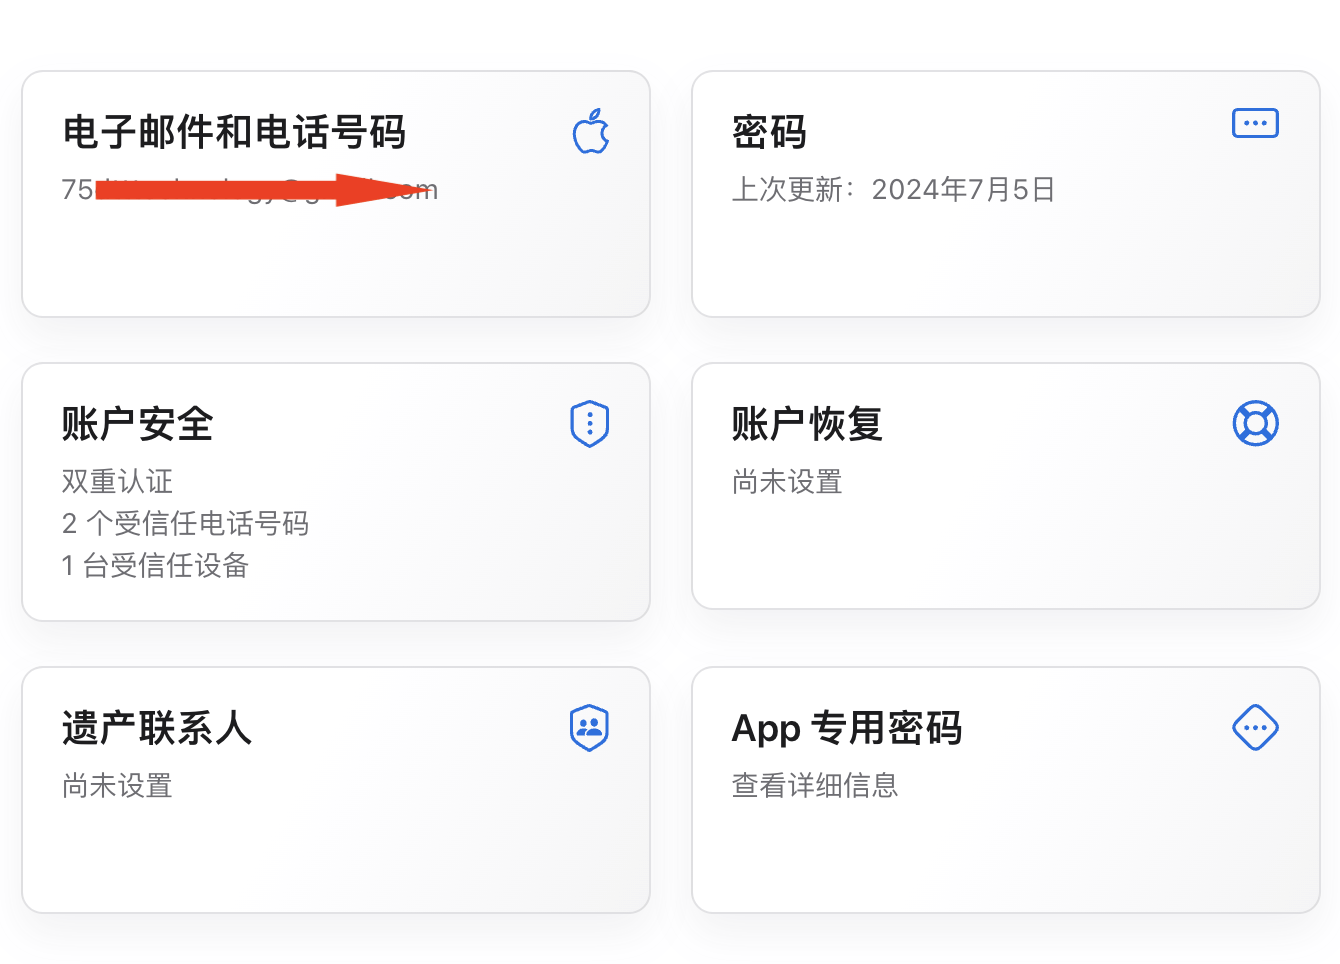 电子邮件和电话号码
密码
上次更新：2024年7月5日
账户安全
双重认证
2 个受信任电话号码
1 台受信任设备
账户恢复
尚未设置
遗产联系人
尚未设置
App 专用密码
查看详细信息